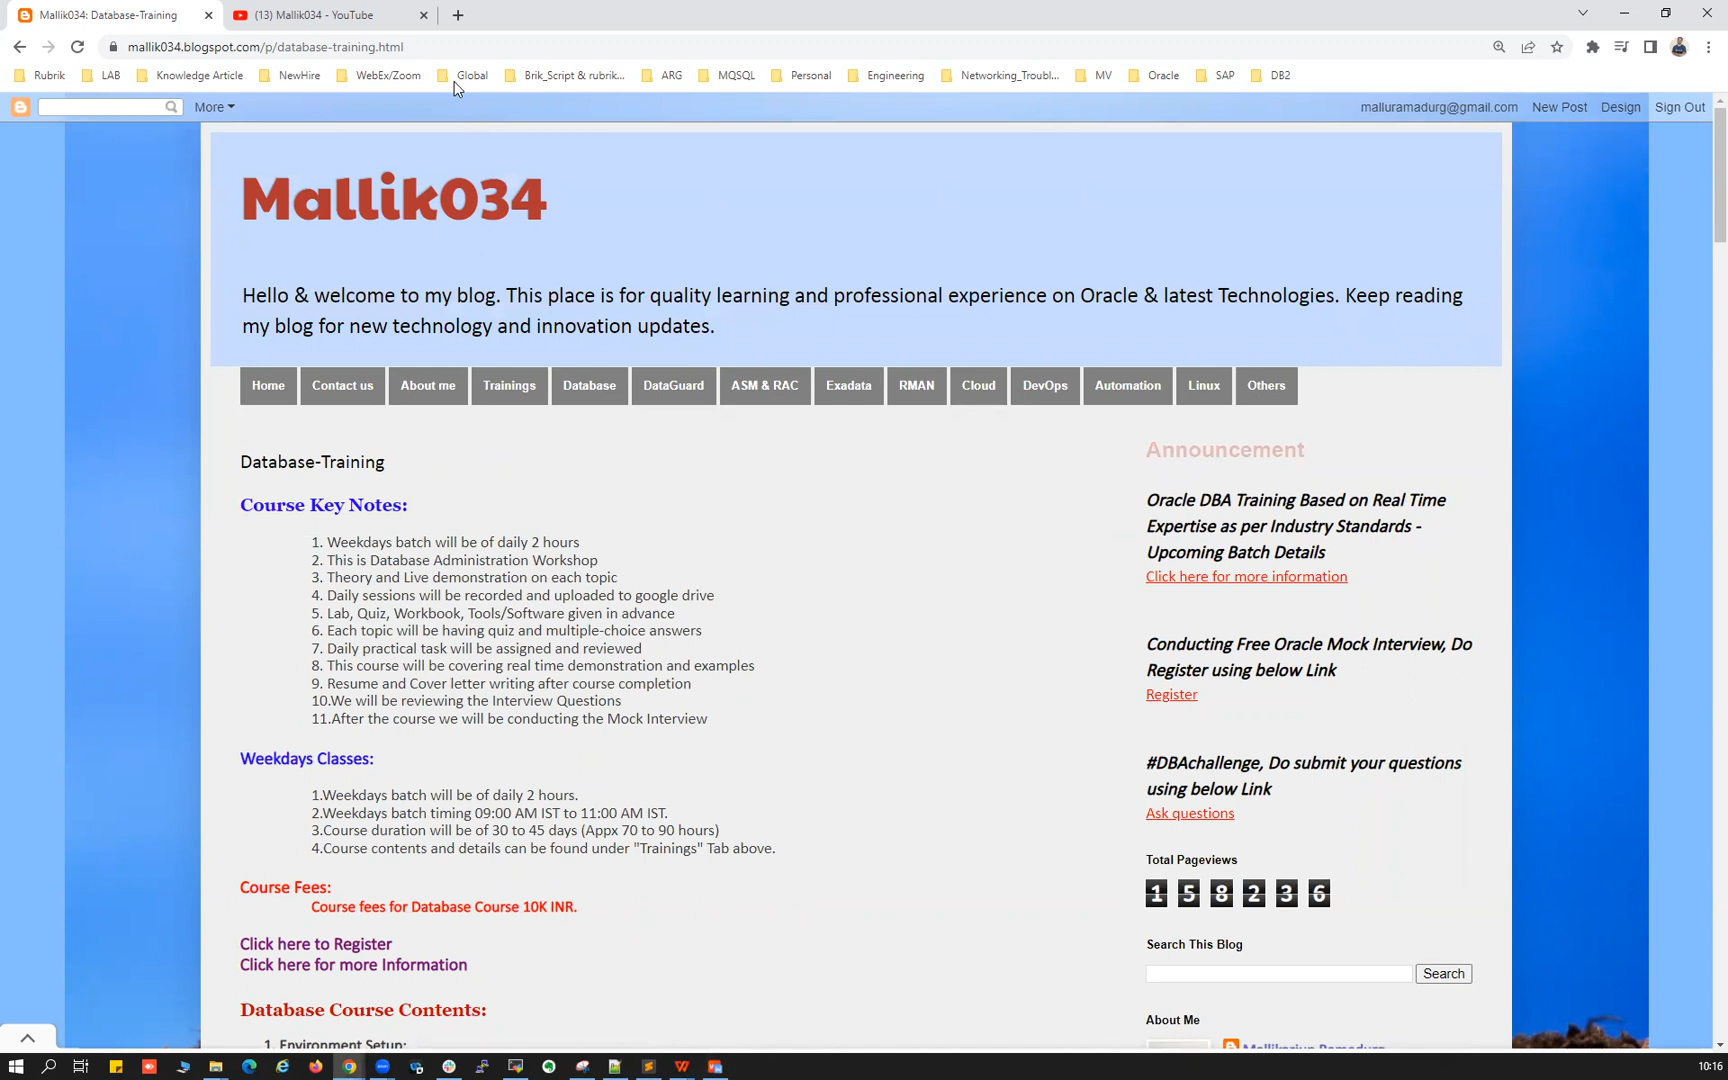 Mallik034: Database-Training
(13) Mallik034 - YouTube
mallik034.blogspot.com/p/database-training.html
Rubrik LAB Knowledge Article NewHire WebEx/Zoom Global Brik_Script & rubrik... ARG MQSQL Personal Engineering Networking_Troubl... MV Oracle SAP DB2
More malluramadurg@gmail.com New Post Design Sign Out
Mallik034
Hello & welcome to my blog. This place is for quality learning and professional experience on Oracle & latest Technologies. Keep reading
my blog for new technology and innovation updates.
Home Contact us About me Trainings Database DataGuard ASM & RAC Exadata RMAN Cloud DevOps Automation Linux Others
Database-Training
Course Key Notes:
1. Weekdays batch will be of daily 2 hours
2. This is Database Administration Workshop
3. Theory and Live demonstration on each topic
4. Daily sessions will be recorded and uploaded to google drive
5. Lab, Quiz, Workbook, Tools/Software given in advance
6. Each topic will be having quiz and multiple-choice answers
7. Daily practical task will be assigned and reviewed
8. This course will be covering real time demonstration and examples
9. Resume and Cover letter writing after course completion
10.We will be reviewing the Interview Questions
11.After the course we will be conducting the Mock Interview
Weekdays Classes:
1.Weekdays batch will be of daily 2 hours.
2.Weekdays batch timing 09:00 AM IST to 11:00 AM IST.
3.Course duration will be of 30 to 45 days (Appx 70 to 90 hours)
4.Course contents and details can be found under "Trainings" Tab above.
Course Fees:
Course fees for Database Course 10K INR.
Click here to Register
Click here for more Information
Database Course Contents:
1. Environment Setup:
Announcement
Oracle DBA Training Based on Real Time
Expertise as per Industry Standards -
Upcoming Batch Details
Click here for more information
Conducting Free Oracle Mock Interview, Do
Register using below Link
Register
#DBAchallenge, Do submit your questions
using below Link
Ask questions
Total Pageviews
158236
Search This Blog
Search
About Me
Mallikarjun Ramadurg
10:16